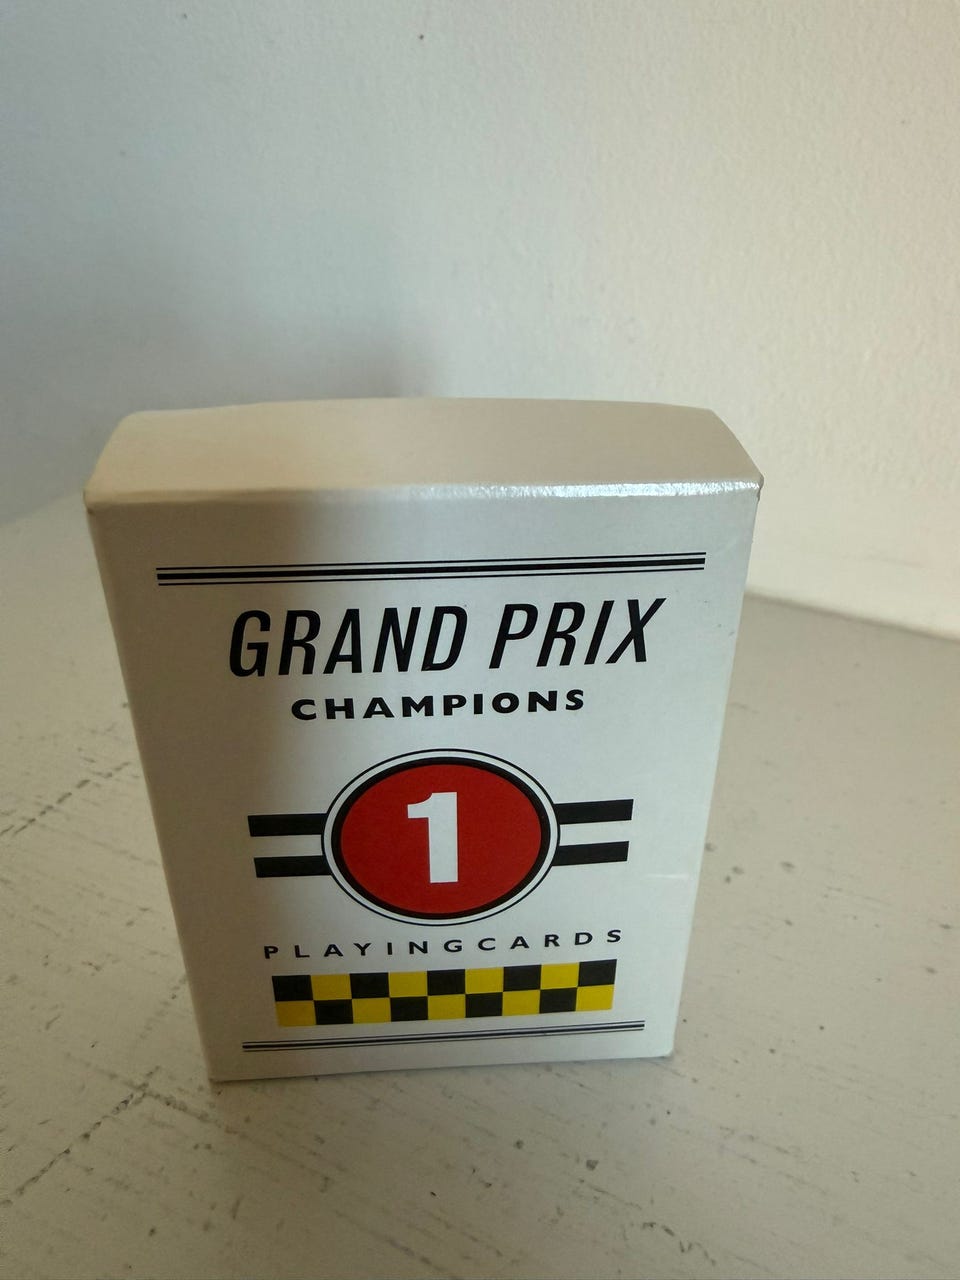 GRAND PRIX
CHAMPIONS
1
PLAYINGCARDS